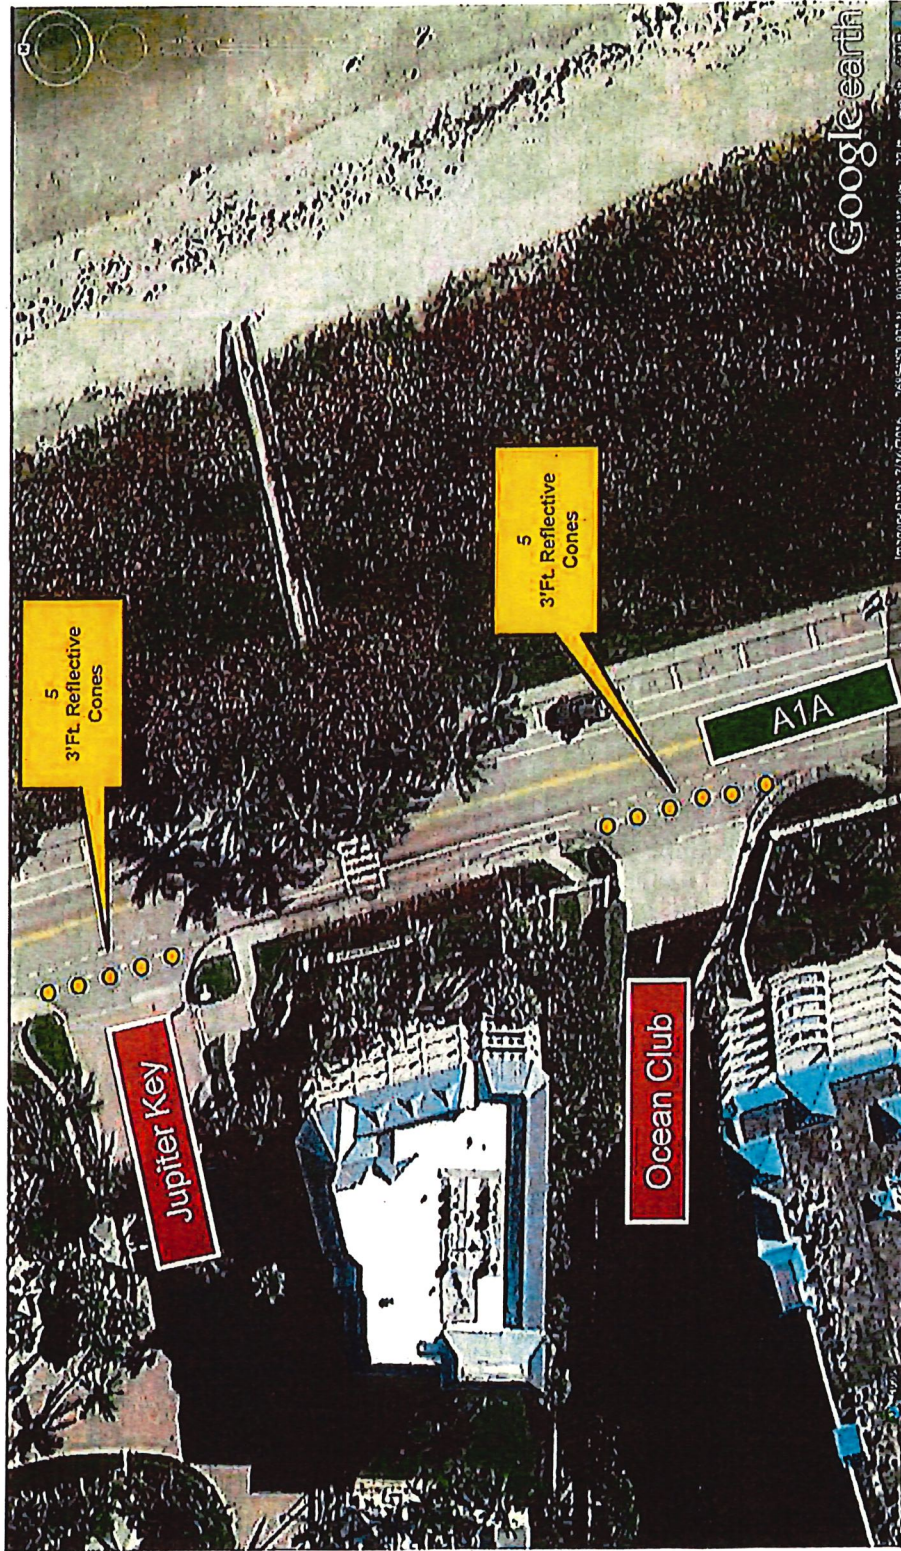 5
3'Ft. Reflective
Cones
5
3'Ft. Reflective
Cones
Jupiter Key
Ocean Club
A1A
Google earth